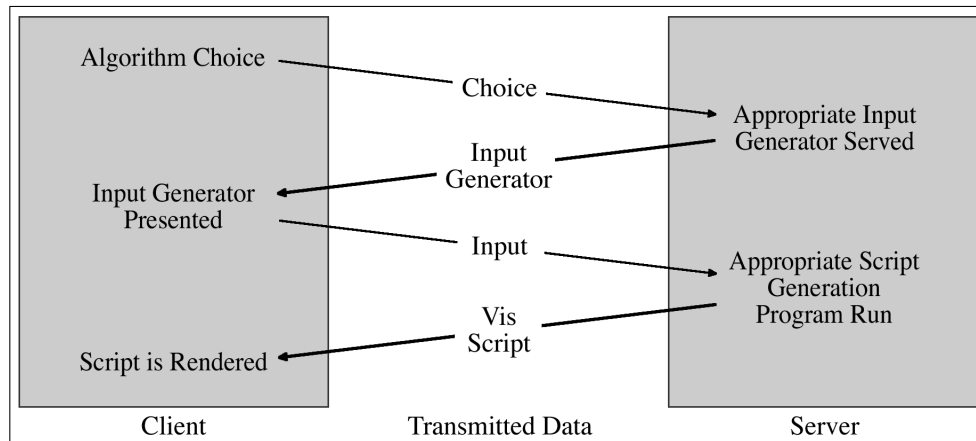 Algorithm Choice
Choice
Appropriate Input
Generator Served
Input
Generator
Input Generator
Presented
Input
Appropriate Script
Generation
Program Run
Vis
Script
Script is Rendered
Client
Transmitted Data
Server